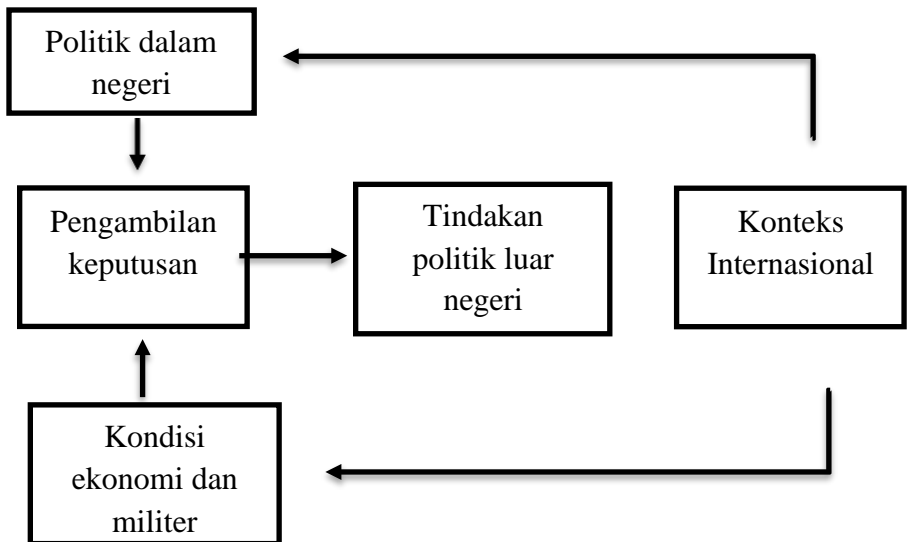 Politik dalam
negeri
Pengambilan
keputusan
Tindakan
politik luar
negeri
Konteks
Internasional
Kondisi
ekonomi dan
militer